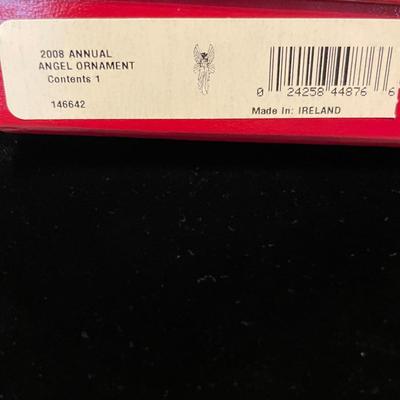 2008 ANNUAL
ANGEL ORNAMENT
Contents 1
146642
0 24258 44876 6
Made In: IRELAND